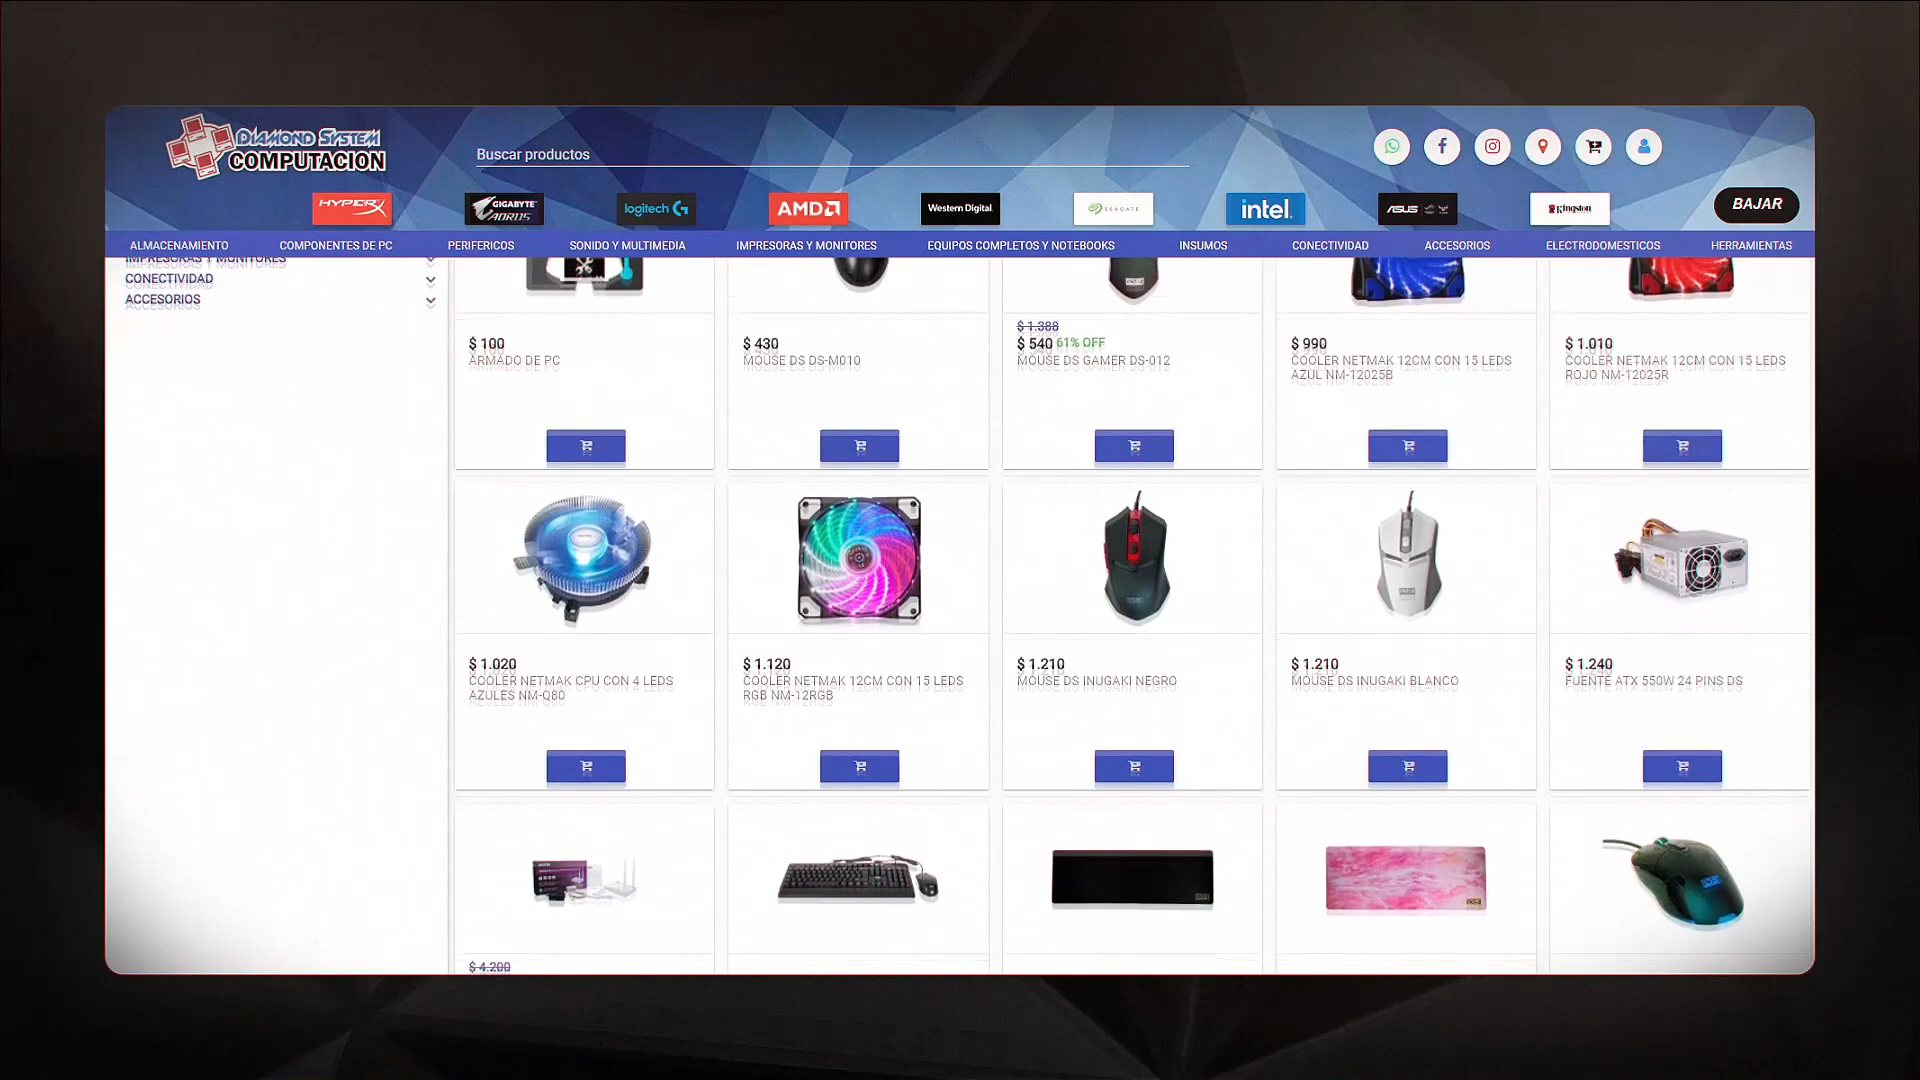 DIAMOND SYSTEM
COMPUTACION
Buscar productos
HYPERX
GIGABYTE
AORUS
logitech G
AMD
Western Digital.
SEAGATE
intel.
ASUS
Kingston
BAJAR
ALMACENAMIENTO
COMPONENTES DE PC
PERIFERICOS
SONIDO Y MULTIMEDIA
IMPRESORAS Y MONITORES
EQUIPOS COMPLETOS Y NOTEBOOKS
INSUMOS
CONECTIVIDAD
ACCESORIOS
ELECTRODOMESTICOS
HERRAMIENTAS
IMPRESORAS Y MONITORES
CONECTIVIDAD
ACCESORIOS
$ 100
ARMADO DE PC
$ 430
MOUSE DS DS-M010
$ 1.388
$ 540 61% OFF
MOUSE DS GAMER DS-012
$ 990
COOLER NETMAK 12CM CON 15 LEDS
AZUL NM-12025B
$ 1.010
COOLER NETMAK 12CM CON 15 LEDS
ROJO NM-12025R
$ 1.020
COOLER NETMAK CPU CON 4 LEDS
AZULES NM-Q80
$ 1.120
COOLER NETMAK 12CM CON 15 LEDS
RGB NM-12RGB
$ 1.210
MOUSE DS INUGAKI NEGRO
$ 1.210
MOUSE DS INUGAKI BLANCO
$ 1.240
FUENTE ATX 550W 24 PINS DS
$ 4.200